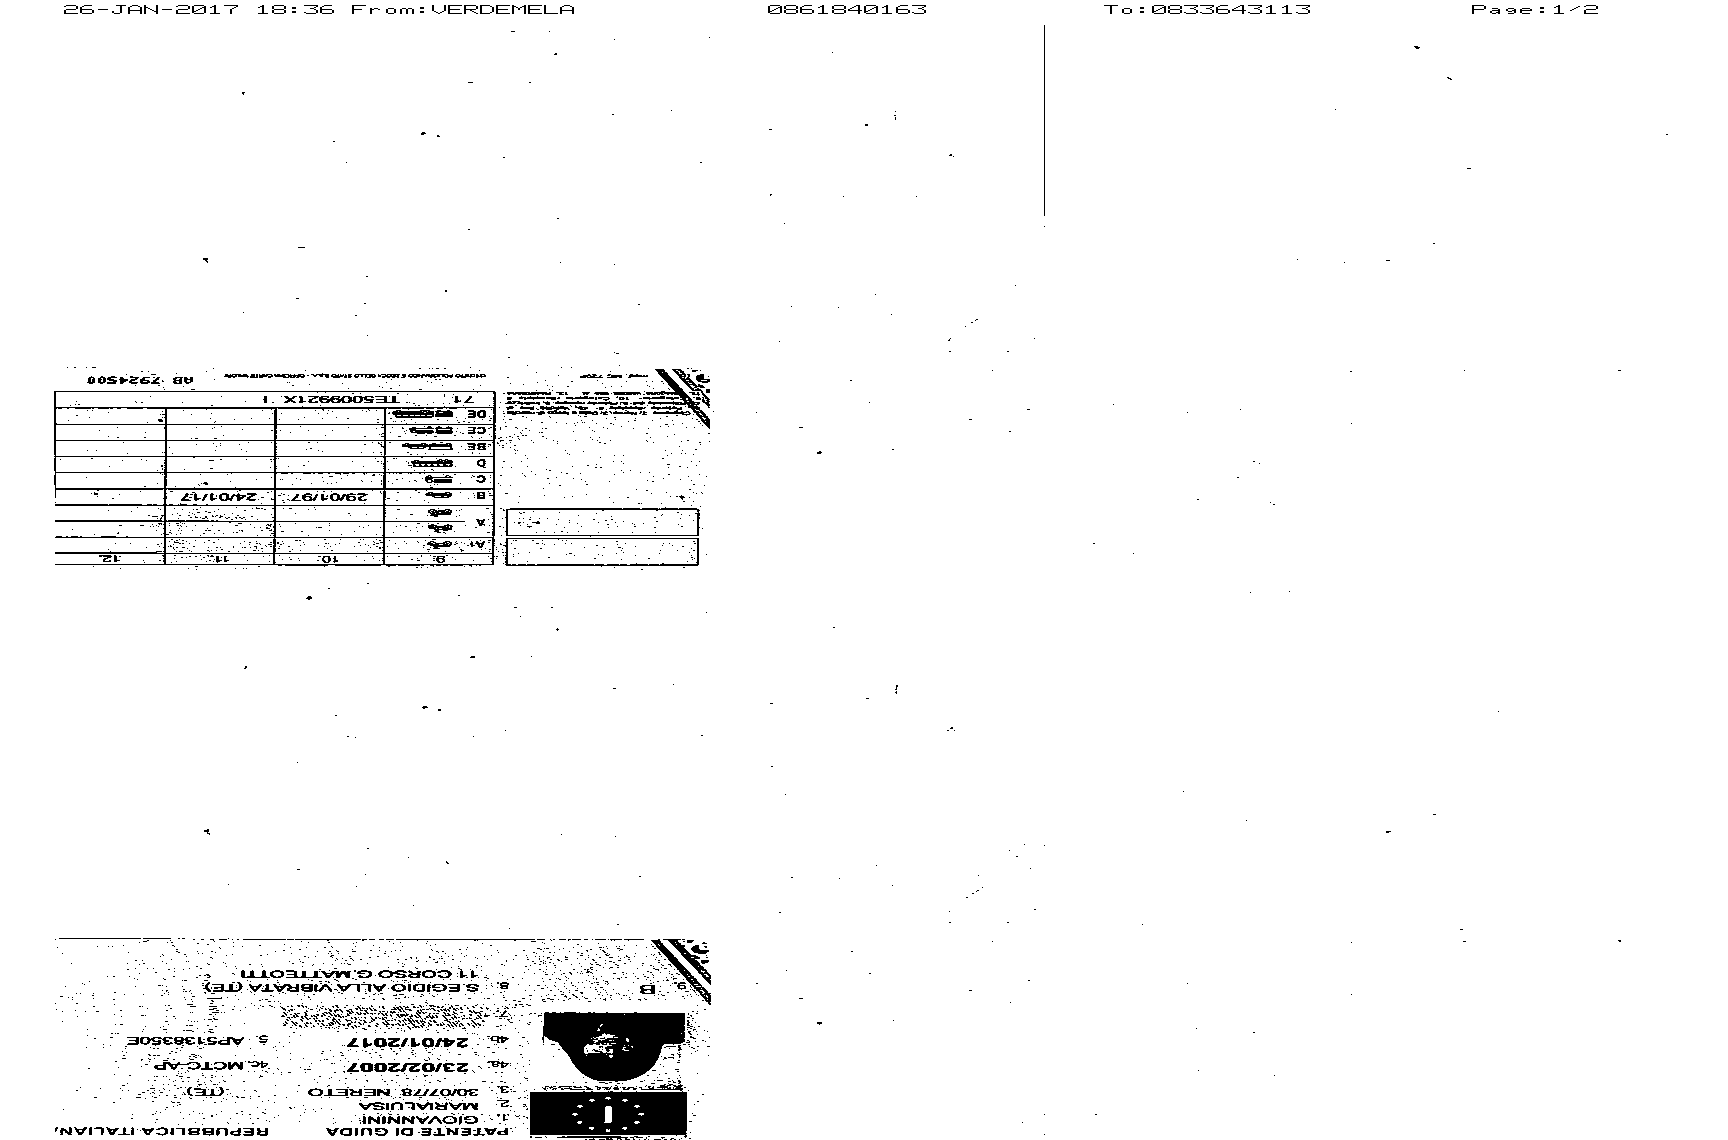 26-JAN-2017 18:36 From:VERDEMELA 0861840163 To:0833643113 Page:1/2
PATENTE DI GUIDA REPUBBLICA ITALIAN
1. GIOVANNINI
2. MARIALUISA
3. 30/07/78 NERETO (TE)
4a. 23/02/2007 4c. MCTC-AP
4b. 24/01/2017 5. AP5138350E
8. S.EGIDIO ALLA VIBRATA (TE)
11 CORSO G.MATTEOTTI
9. B
9. 10. 11. 12.
A1
A
B 29/01/97 24/01/17
C
D
BE
CE
DE
71 TE5009921X I
AB 7924500